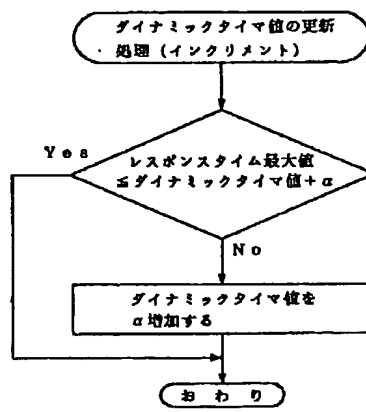 ダイナミックタイマ値の更新
処理（インクリメント）
Yes
レスポンスタイム最大値
≦ダイナミックタイマ値＋α
No
ダイナミックタイマ値を
α増加する
おわり